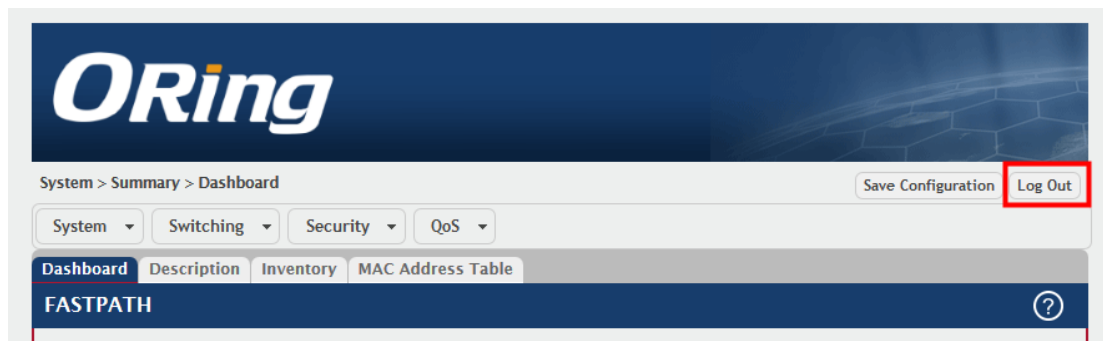 ORing
System > Summary > Dashboard
Save Configuration
Log Out
System
Switching
Security
QoS
Dashboard
Description
Inventory
MAC Address Table
FASTPATH
?